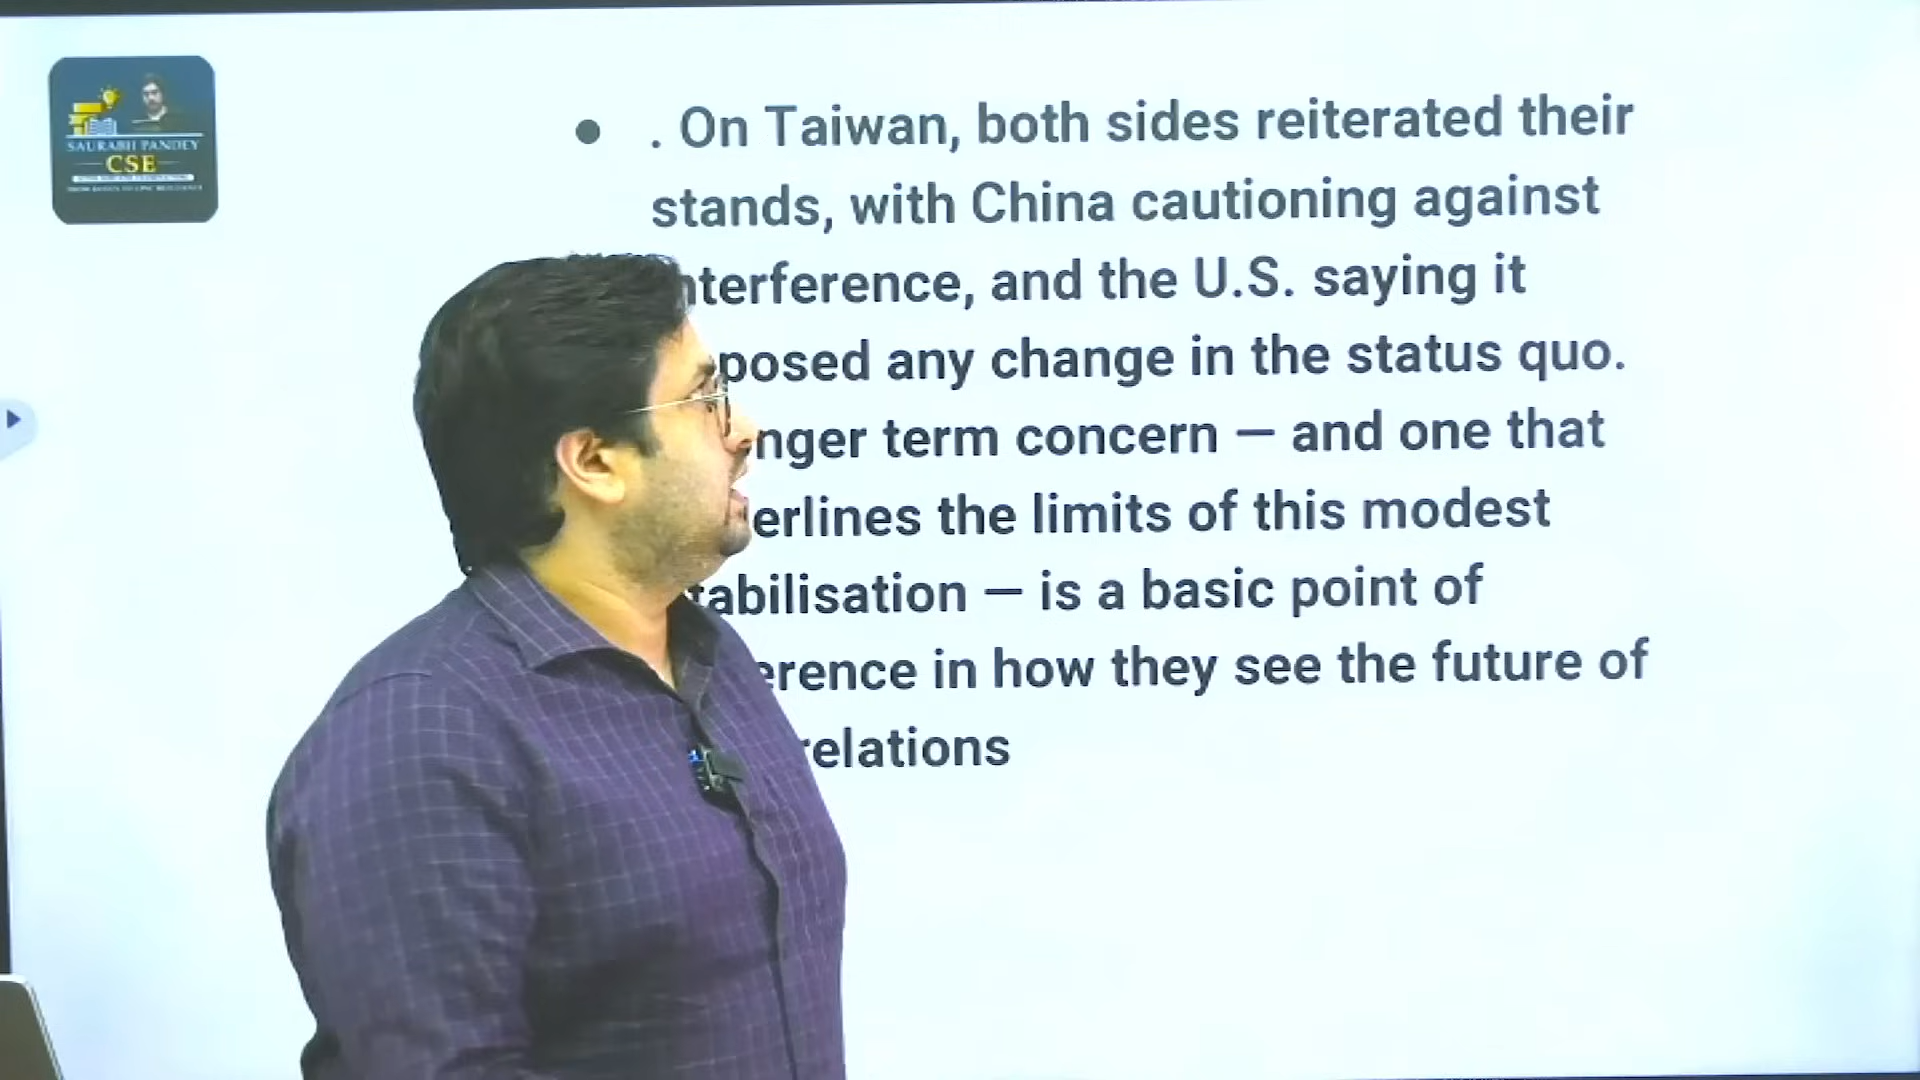 SAURABH PANDEY
CSE
. On Taiwan, both sides reiterated their
stands, with China cautioning against
nterference, and the U.S. saying it
posed any change in the status quo.
nger term concern — and one that
erlines the limits of this modest
tabilisation — is a basic point of
erence in how they see the future of
relations